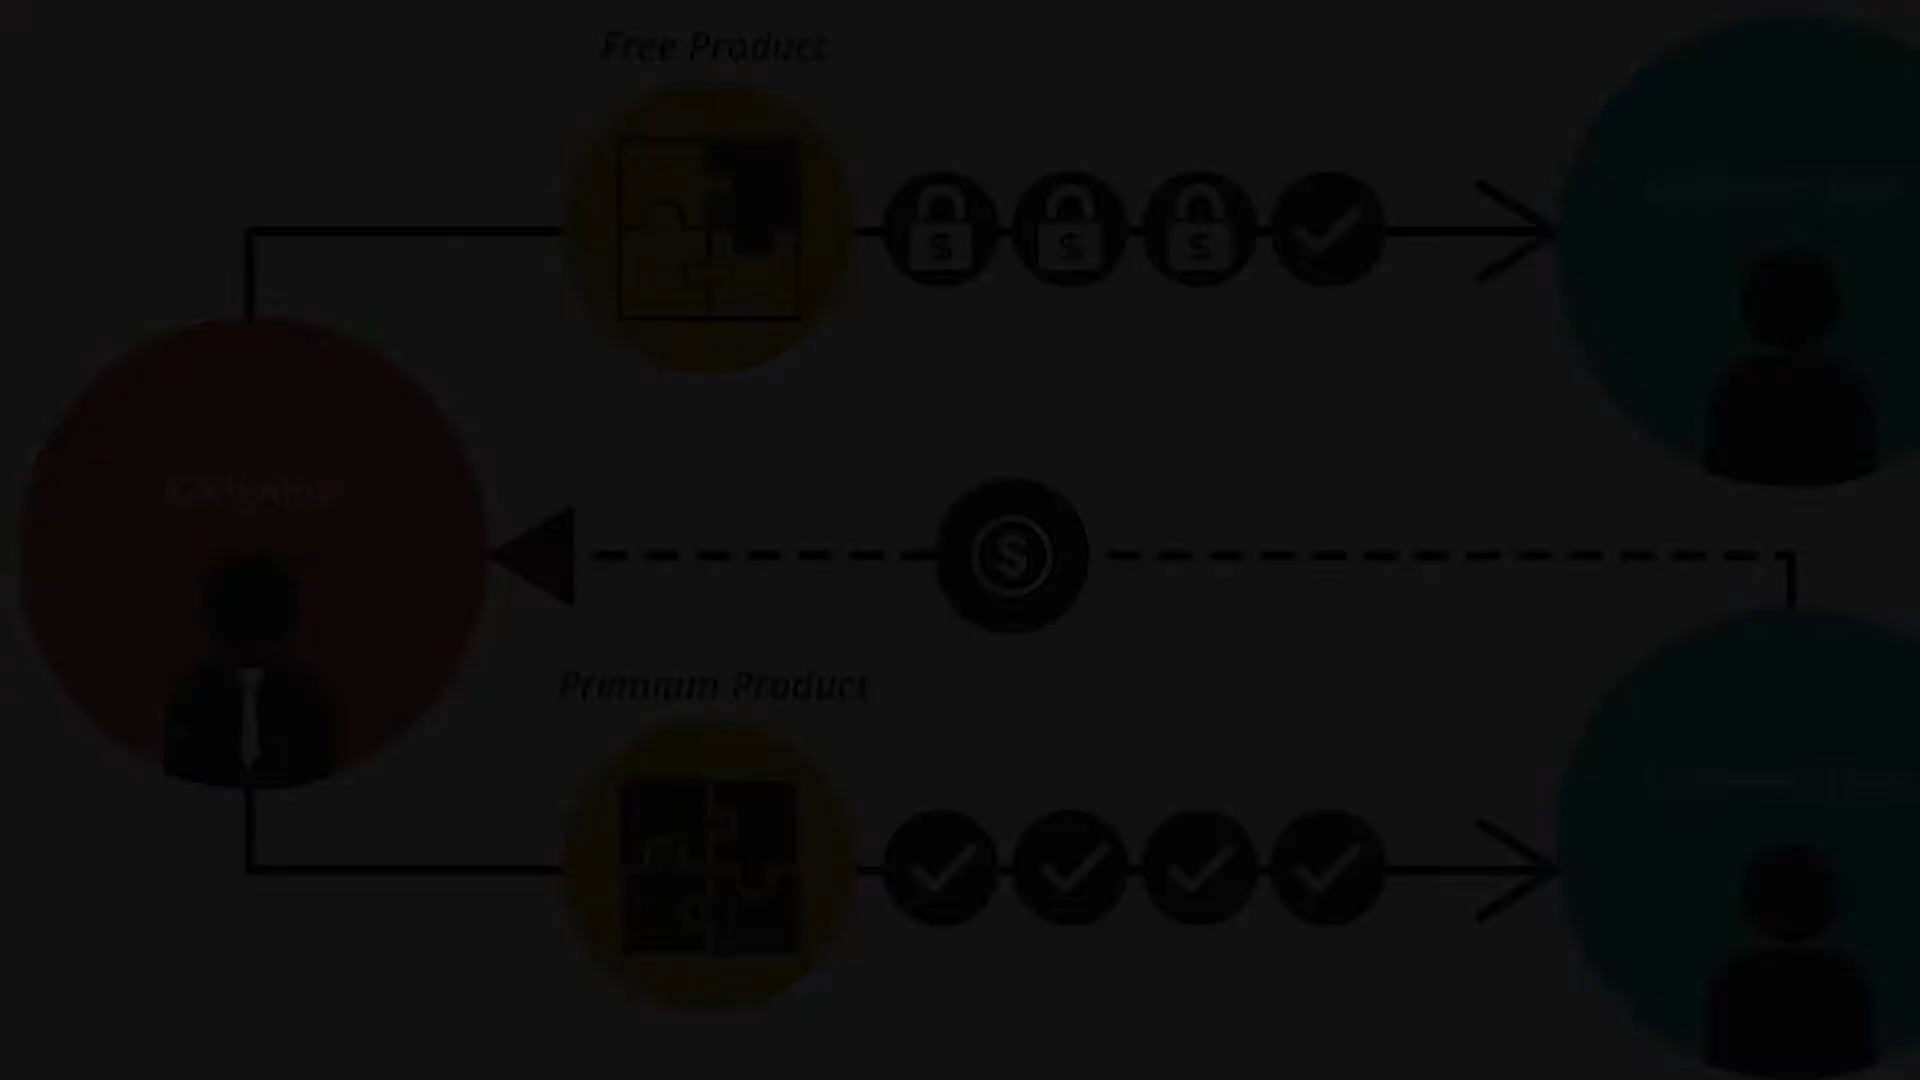 Free Product
$ $ $
Company
$
Premium Product